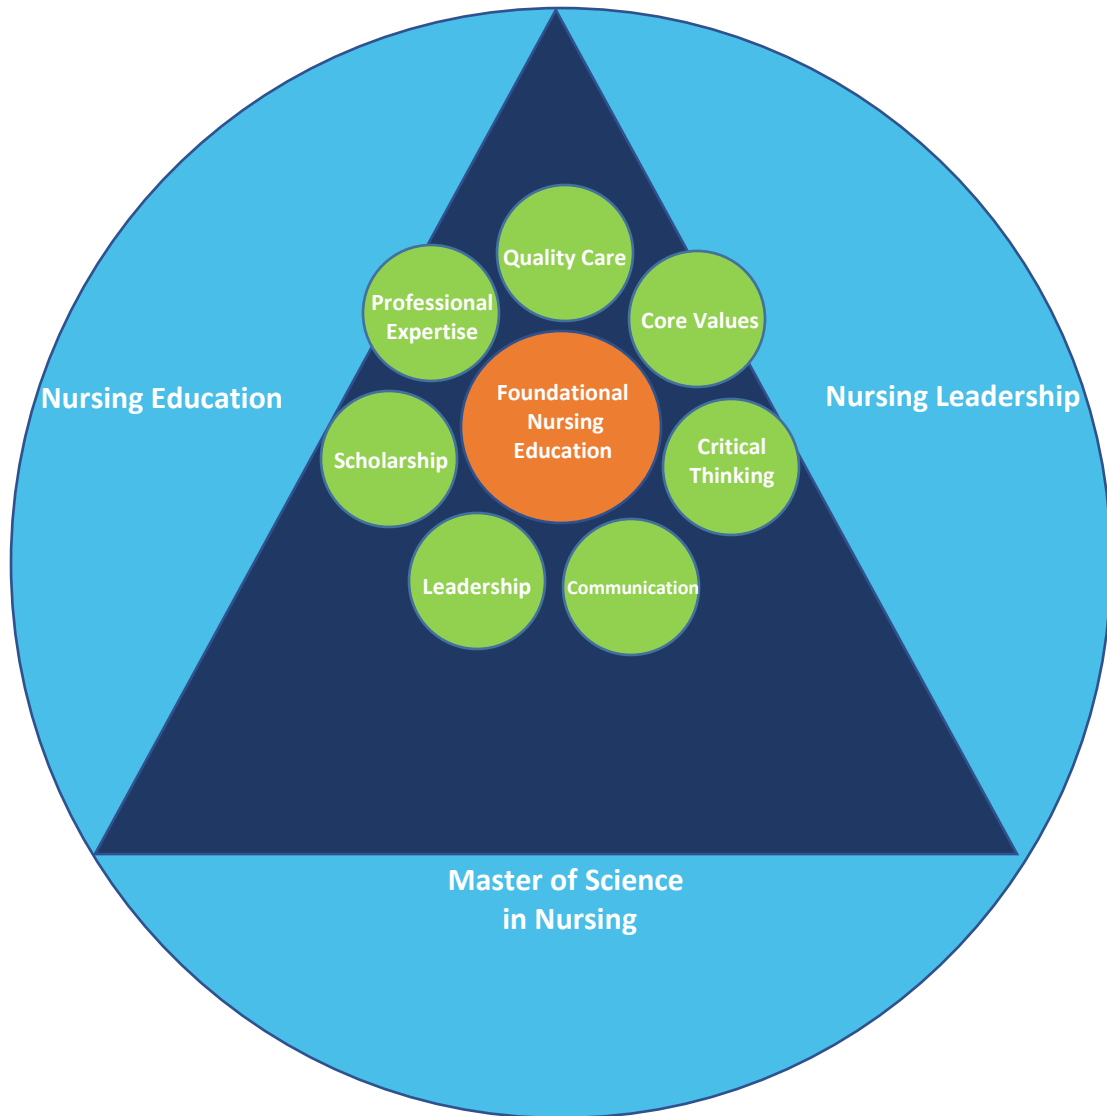 Quality Care
Professional
Expertise
Core Values
Nursing Education
Foundational
Nursing
Education
Nursing Leadership
Scholarship
Critical
Thinking
Leadership
Communication
Master of Science
in Nursing